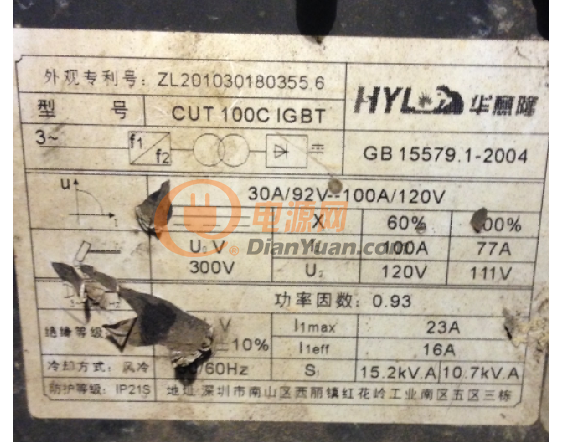 外观专利号: ZL201030180355.6
型 号 CUT 100C IGBT
HYL 华意隆
3~ f1 f2
GB 15579.1-2004
U 30A/92V--100A/120V
X 60% 100%
电源网
DianYuan.com
U₀ V 100A 77A
300V U₂ 120V 111V
功率因数: 0.93
绝缘等级 V I1max 23A
10% I1eff 16A
冷却方式: 风冷 /60Hz S₁ 15.2kV.A 10.7kV.A
防护等级: IP21S 地址:深圳市南山区西丽镇红花岭工业南区五区三栋